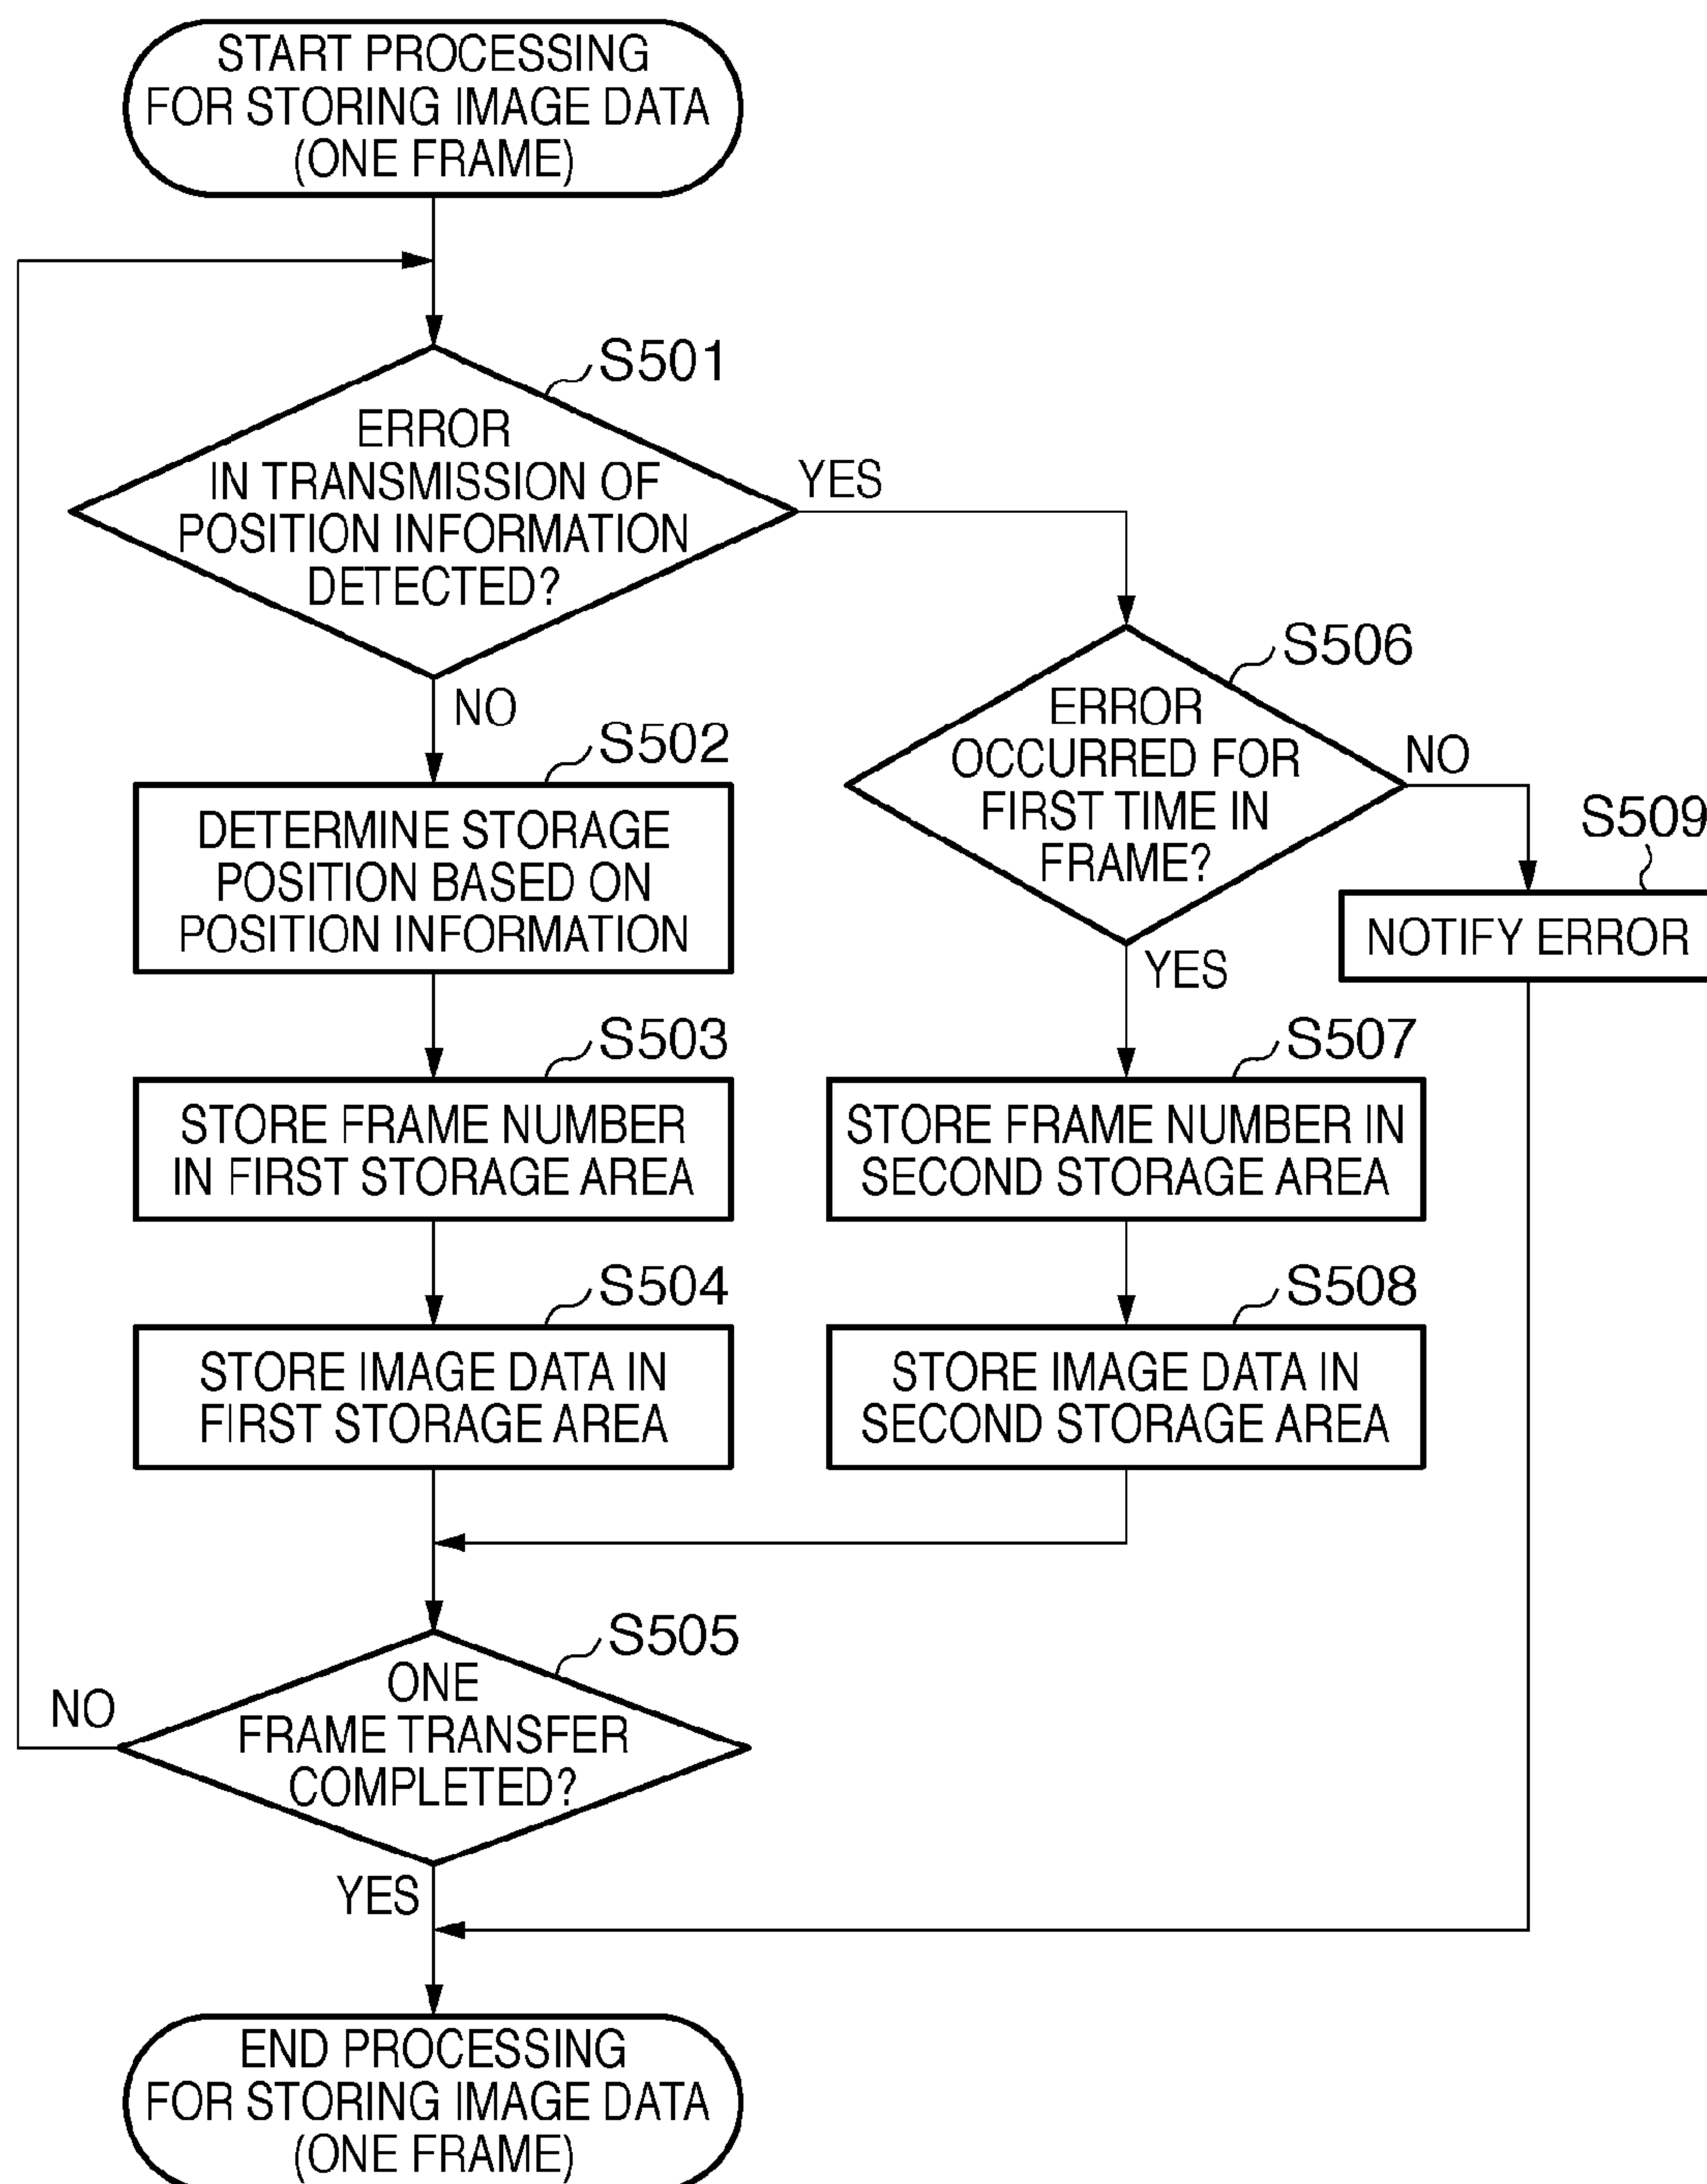 START PROCESSING
FOR STORING IMAGE DATA
(ONE FRAME)
S501
ERROR
IN TRANSMISSION OF
POSITION INFORMATION
DETECTED?
YES
NO
S506
ERROR
OCCURRED FOR
FIRST TIME IN
FRAME?
NO
YES
S509
NOTIFY ERROR
S502
DETERMINE STORAGE
POSITION BASED ON
POSITION INFORMATION
S503
STORE FRAME NUMBER
IN FIRST STORAGE AREA
S507
STORE FRAME NUMBER IN
SECOND STORAGE AREA
S504
STORE IMAGE DATA IN
FIRST STORAGE AREA
S508
STORE IMAGE DATA IN
SECOND STORAGE AREA
S505
ONE
FRAME TRANSFER
COMPLETED?
NO
YES
END PROCESSING
FOR STORING IMAGE DATA
(ONE FRAME)